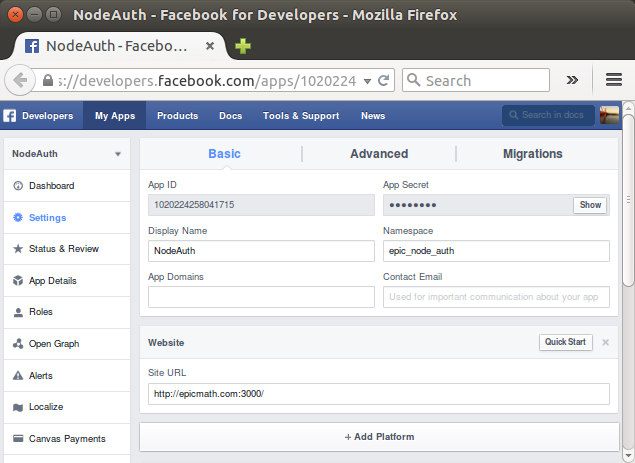 NodeAuth - Facebook for Developers - Mozilla Firefox
NodeAuth - Facebo…
s://developers.facebook.com/apps/1020224
Search
Developers My Apps Products Docs Tools & Support News Search in docs
NodeAuth
Dashboard
Settings
Status & Review
App Details
Roles
Open Graph
Alerts
Localize
Canvas Payments
Basic Advanced Migrations
App ID App Secret
1020224258041715 ●●●●●●●● Show
Display Name Namespace
NodeAuth epic_node_auth
App Domains Contact Email
Used for important communication about your app
Website Quick Start
Site URL
http://epicmath.com:3000/
+ Add Platform